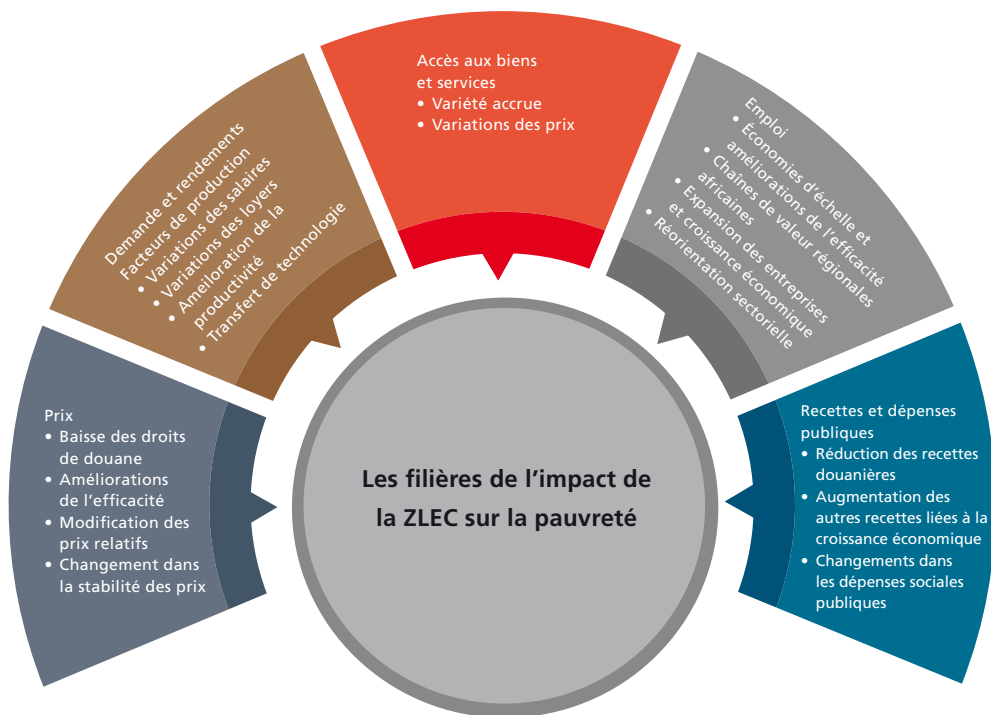 Prix
• Baisse des droits
de douane
• Améliorations
de l'efficacité
• Modification des
prix relatifs
• Changement dans
la stabilité des prix
Demande et rendements
Facteurs de production
• Variations des salaires
• Variations des loyers
• Ameiloration de la
productivité
• Transfert de technologie
Accès aux biens
et services
• Variété accrue
• Variations des prix
Emploi
• Économies d'échelle et
améliorations de l'efficacité
• Chaînes de valeur régionales
africaines
• Expansion des entreprises
et croissance économique
• Réorientation sectorielle
Recettes et dépenses
publiques
• Réduction des recettes
douanières
• Augmentation des
autres recettes liées à la
croissance économique
• Changements dans
les dépenses sociales
publiques
Les filières de l'impact de
la ZLEC sur la pauvreté